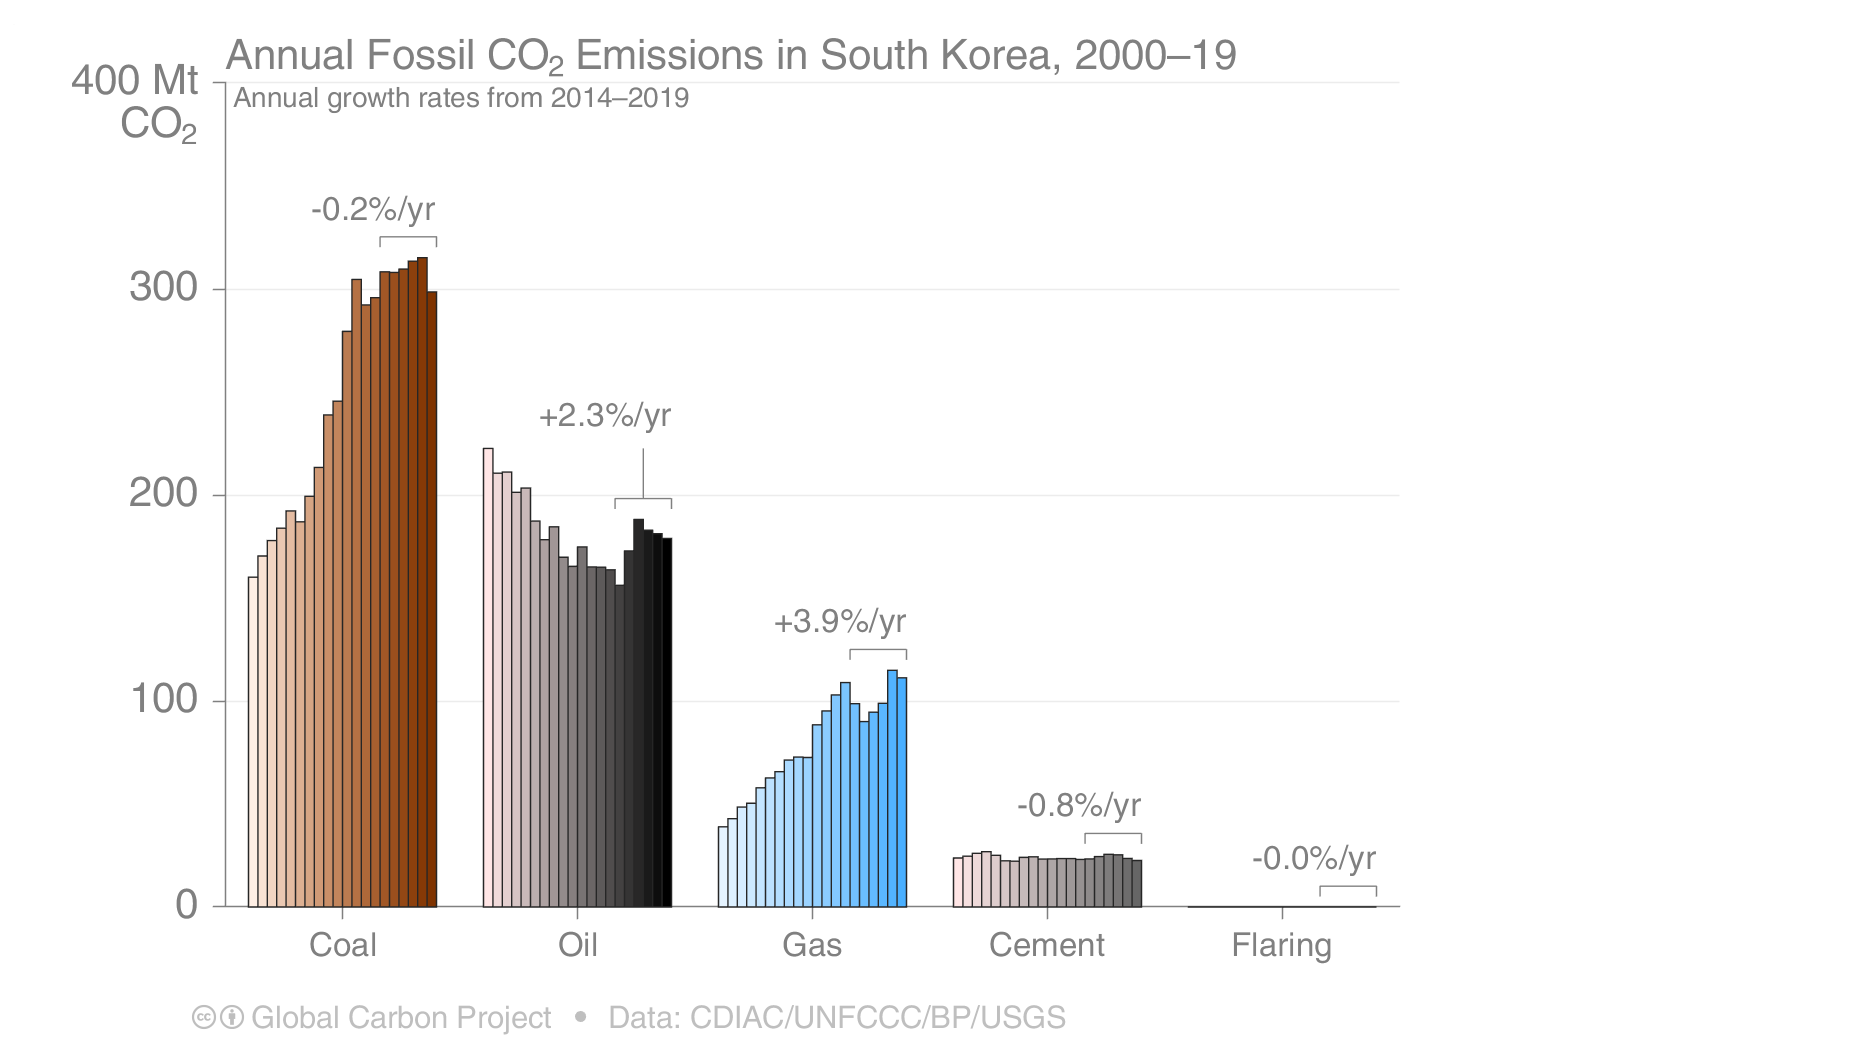 Annual Fossil CO₂ Emissions in South Korea, 2000–19
400 Mt
CO₂
Annual growth rates from 2014–2019
-0.2%/yr
300
+2.3%/yr
200
+3.9%/yr
100
-0.8%/yr
-0.0%/yr
0
Coal Oil Gas Cement Flaring
cc Global Carbon Project • Data: CDIAC/UNFCCC/BP/USGS